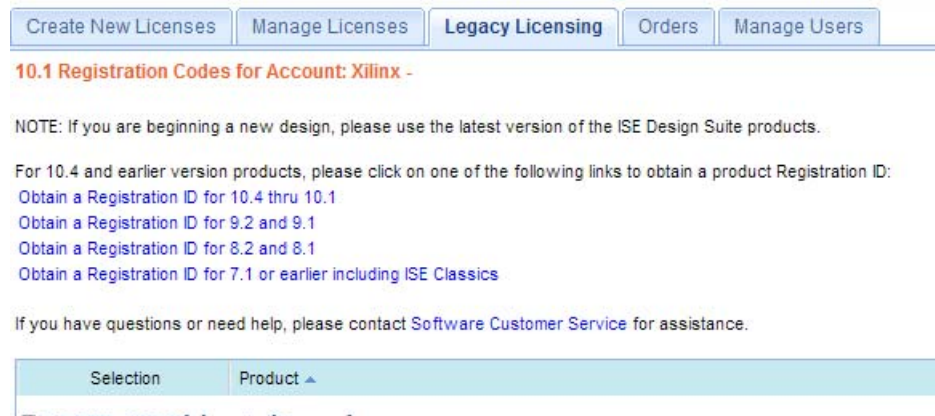 Create New Licenses Manage Licenses Legacy Licensing Orders Manage Users
10.1 Registration Codes for Account: Xilinx -
NOTE: If you are beginning a new design, please use the latest version of the ISE Design Suite products.
For 10.4 and earlier version products, please click on one of the following links to obtain a product Registration ID:
Obtain a Registration ID for 10.4 thru 10.1
Obtain a Registration ID for 9.2 and 9.1
Obtain a Registration ID for 8.2 and 8.1
Obtain a Registration ID for 7.1 or earlier including ISE Classics
If you have questions or need help, please contact Software Customer Service for assistance.
Selection Product